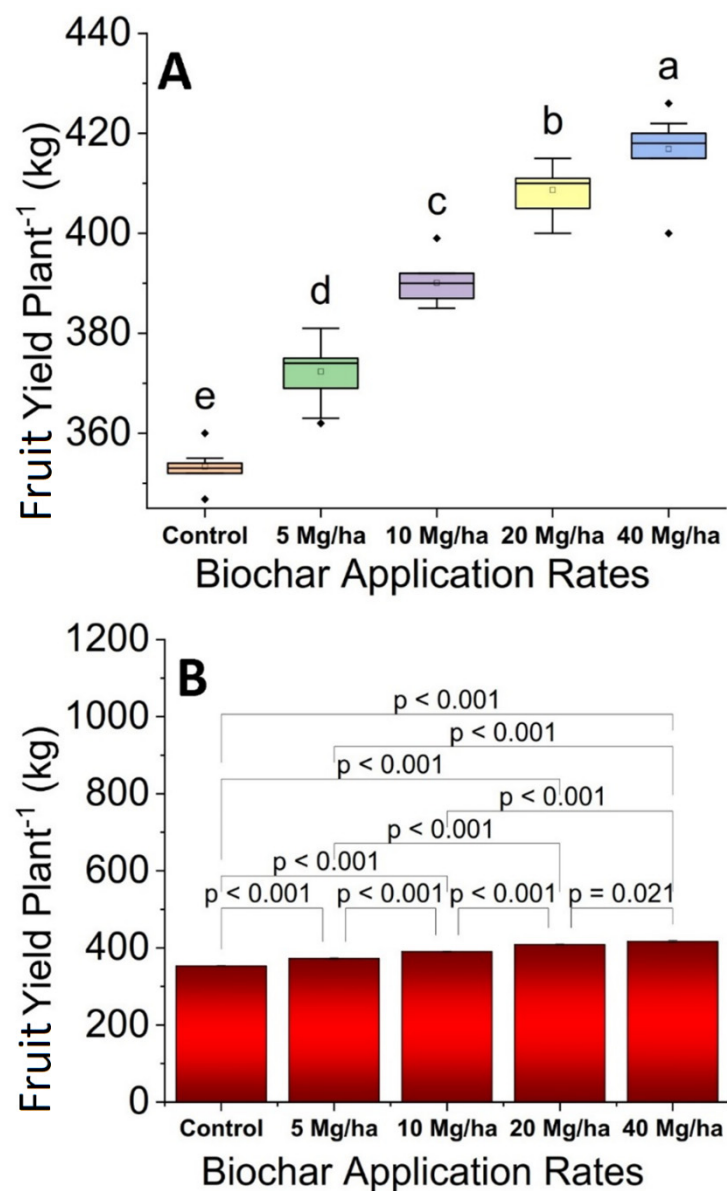 A
Fruit Yield Plant⁻¹ (kg)
440
420
400
380
360
e
d
c
b
a
Control 5 Mg/ha 10 Mg/ha 20 Mg/ha 40 Mg/ha
Biochar Application Rates
B
Fruit Yield Plant⁻¹ (kg)
1200
1000
800
600
400
200
0
p < 0.001
p < 0.001
p < 0.001
p < 0.001
p < 0.001
p < 0.001
p < 0.001 p < 0.001 p < 0.001 p = 0.021
Control 5 Mg/ha 10 Mg/ha 20 Mg/ha 40 Mg/ha
Biochar Application Rates